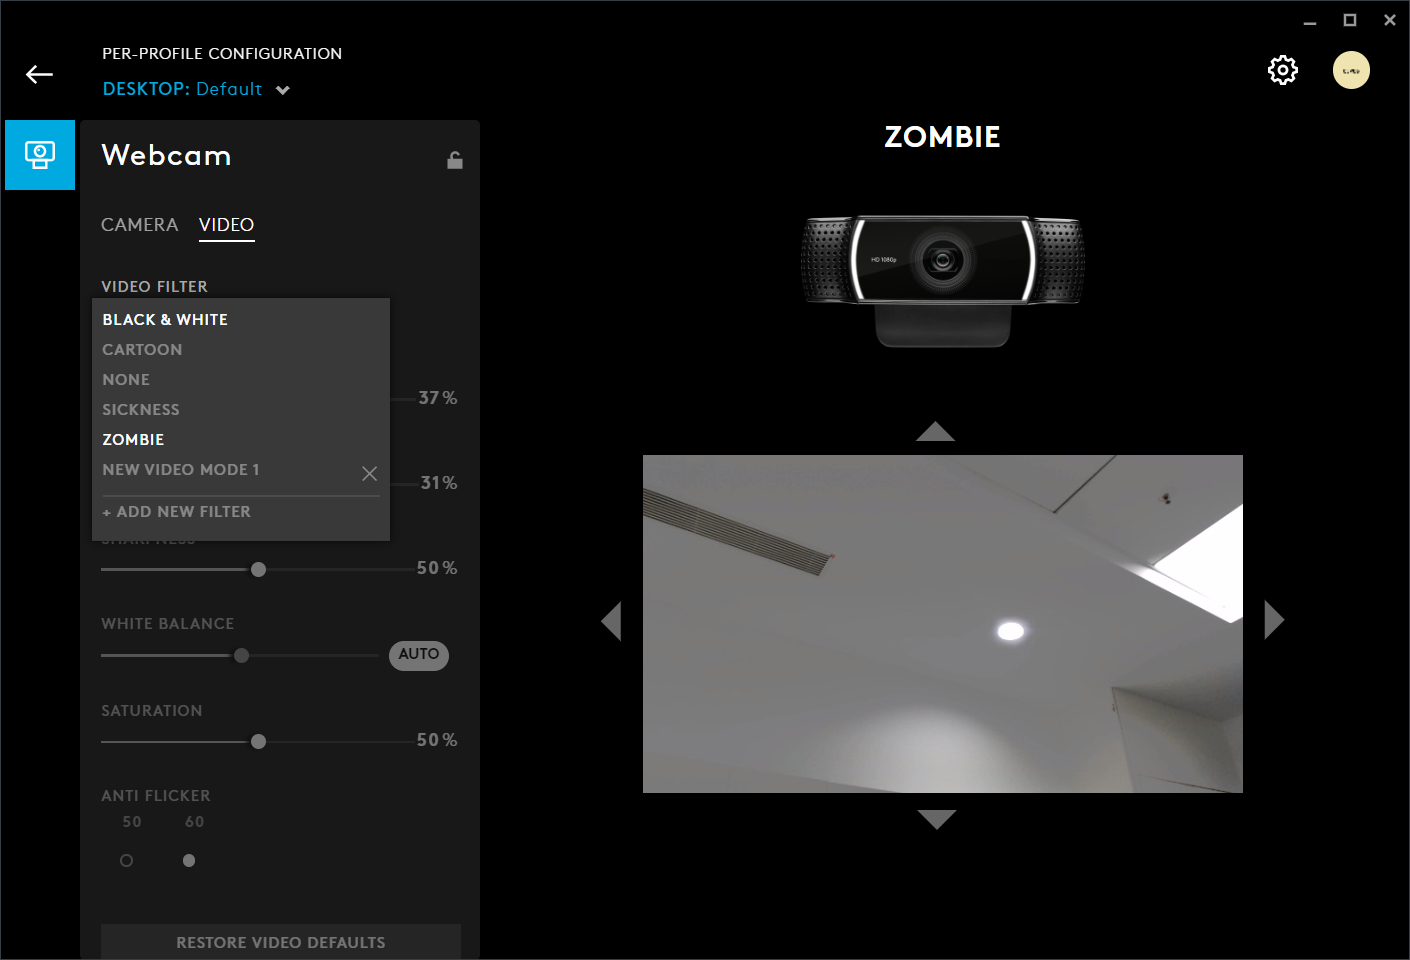 PER-PROFILE CONFIGURATION
DESKTOP: Default
Webcam
CAMERA VIDEO
VIDEO FILTER
BLACK & WHITE
CARTOON
NONE
37%
SICKNESS
ZOMBIE
NEW VIDEO MODE 1
31%
+ ADD NEW FILTER
SHARPNESS
50%
WHITE BALANCE
AUTO
SATURATION
50%
ANTI FLICKER
50 60
RESTORE VIDEO DEFAULTS
ZOMBIE
HD 1080p